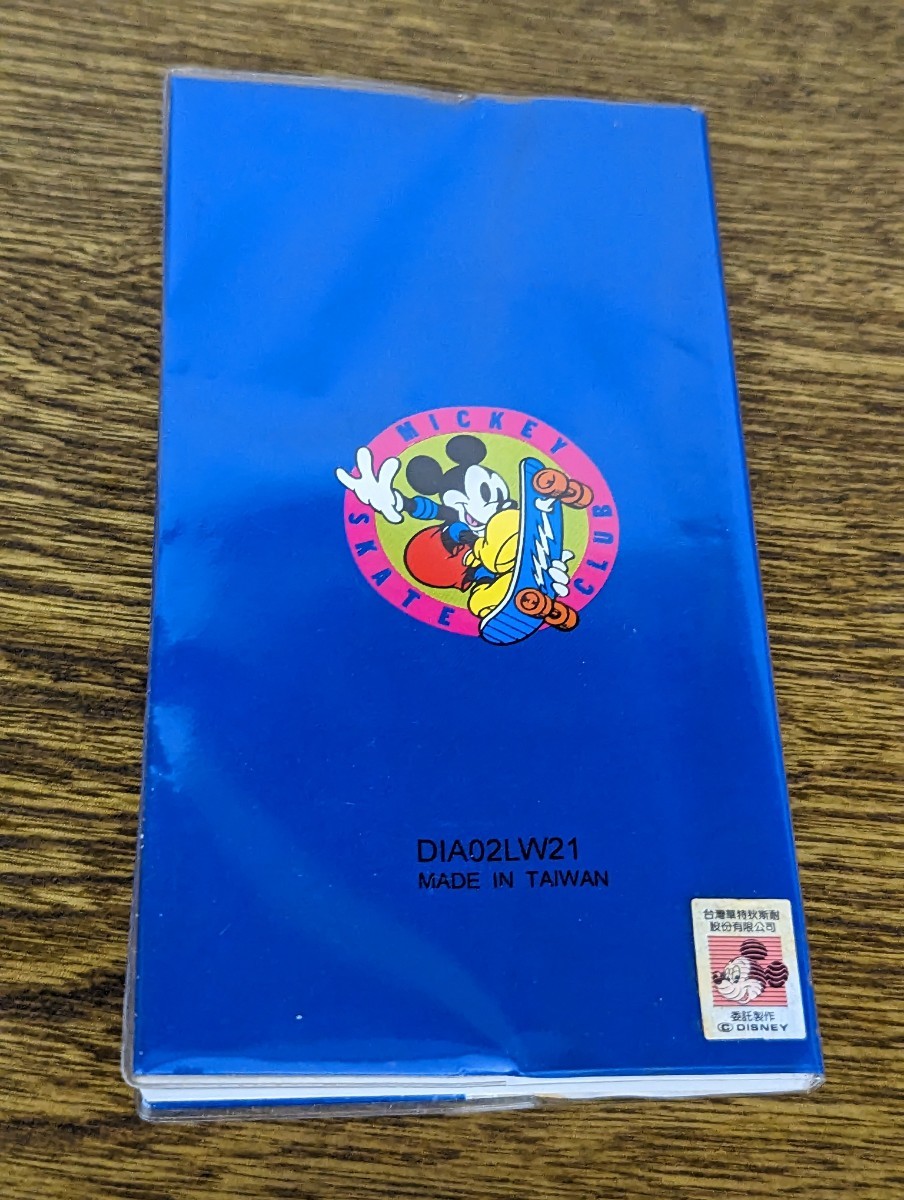 MICKEY
SKATE CLUB
DIA02LW21
MADE IN TAIWAN
台灣華特狄斯耐
股份有限公司
委託製作
© DISNEY